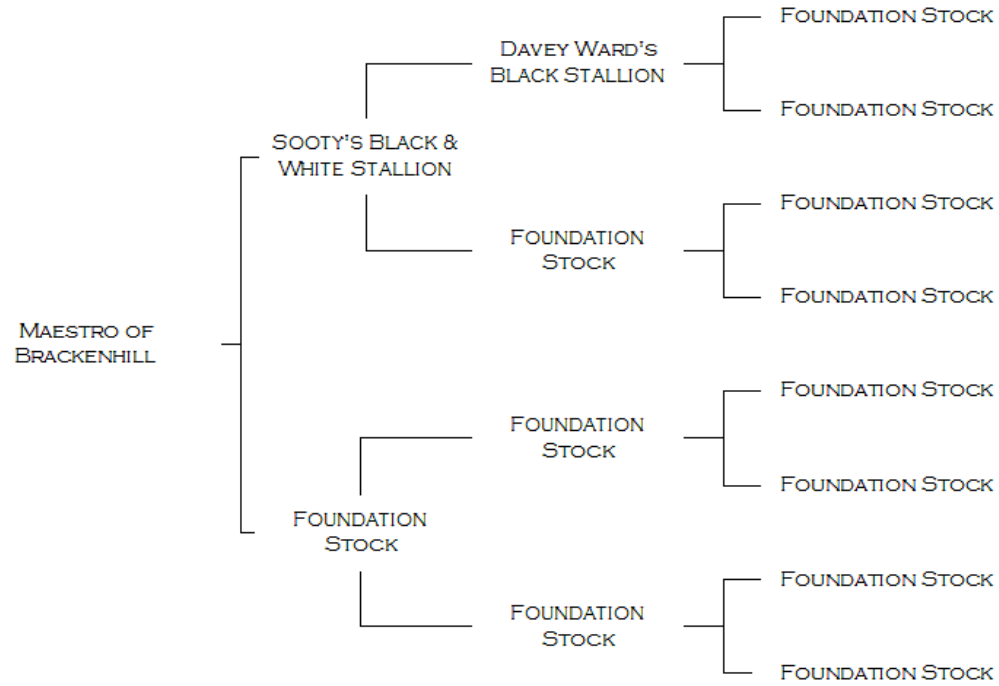 Foundation Stock
Davey Ward's
Black Stallion
Foundation Stock
Sooty's Black &
White Stallion
Foundation Stock
Foundation
Stock
Foundation Stock
Maestro of
Brackenhill
Foundation Stock
Foundation
Stock
Foundation Stock
Foundation
Stock
Foundation Stock
Foundation
Stock
Foundation Stock